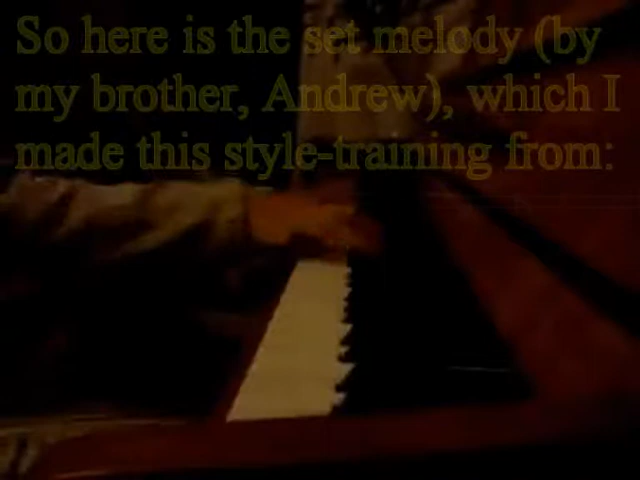 So here is the set melody (by
my brother, Andrew), which I
made this style-training from: